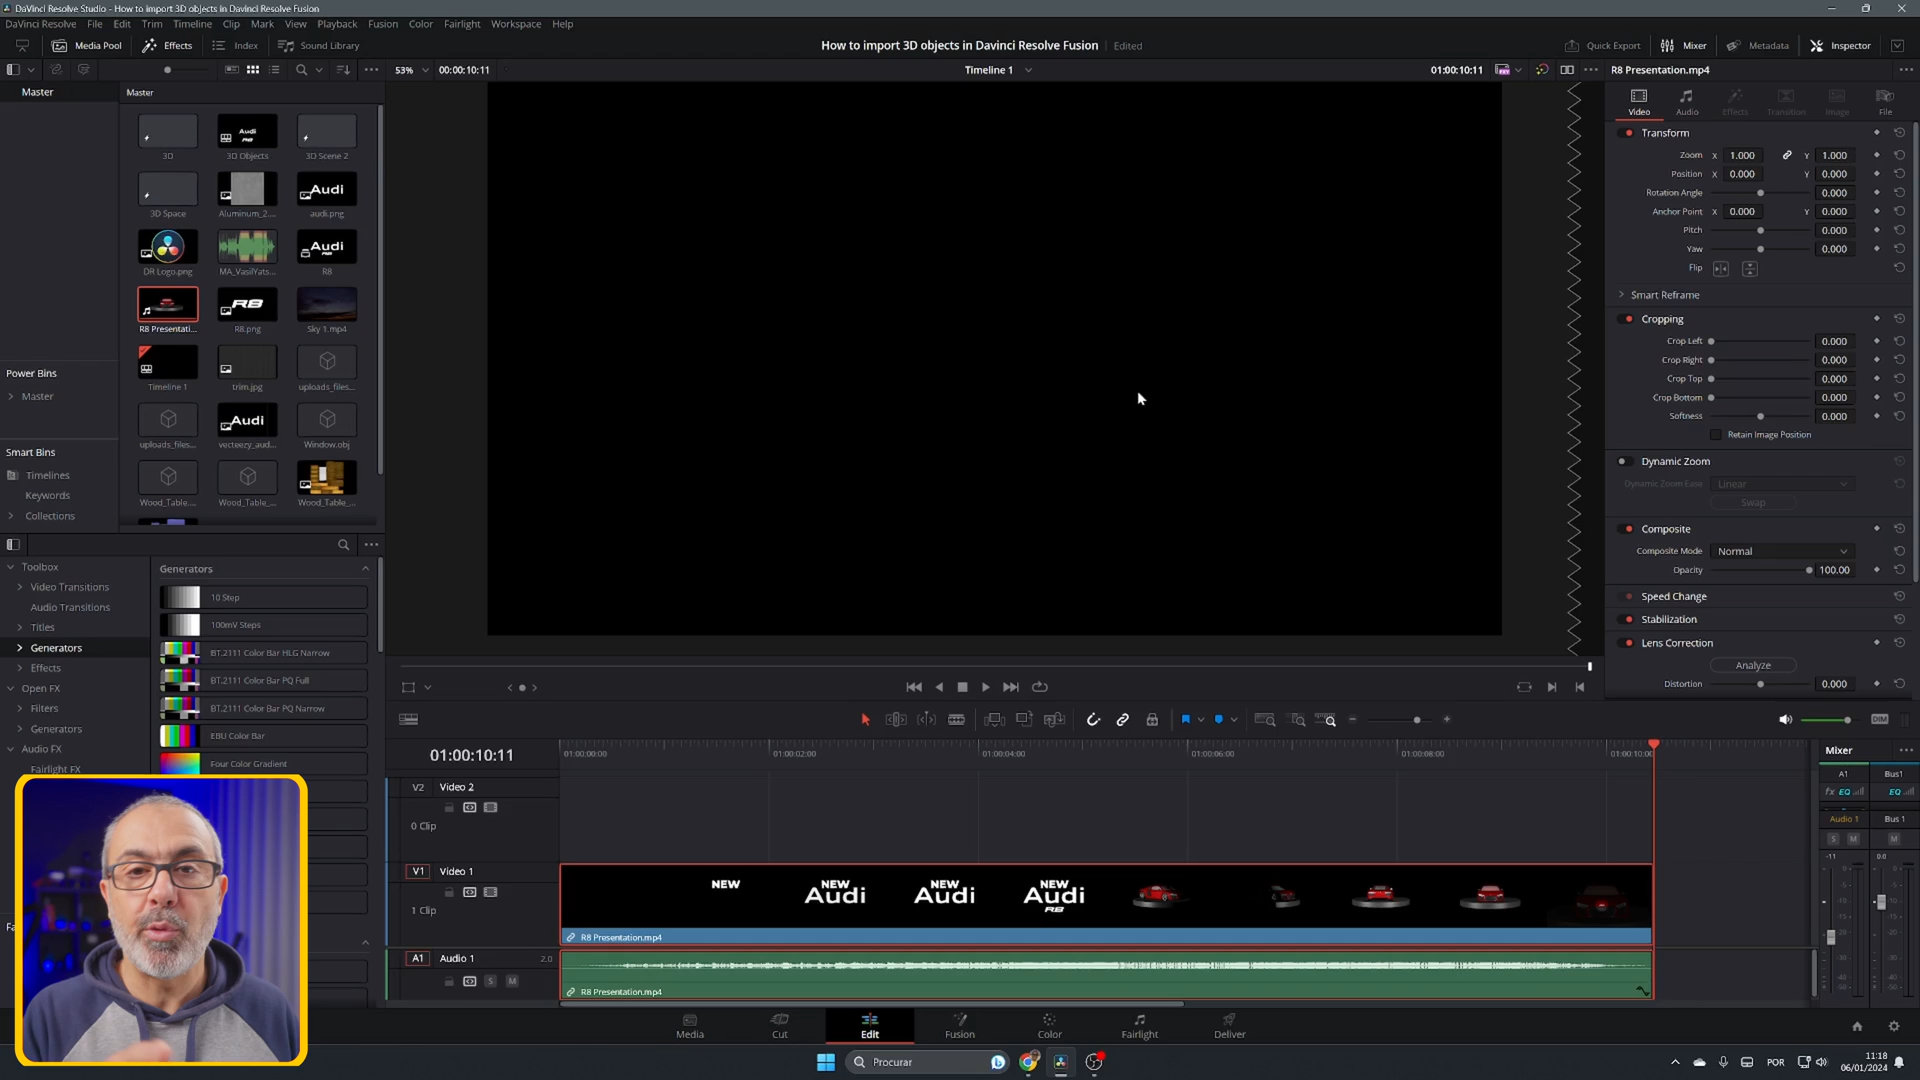 DaVinci Resolve Studio - How to import 3D objects in Davinci Resolve Fusion
DaVinci Resolve File Edit Trim Timeline Clip Mark View Playback Fusion Color Fairlight Workspace Help
Media Pool Effects Index Sound Library
How to import 3D objects in Davinci Resolve Fusion Edited
Quick Export Mixer Metadata Inspector
53% 00:00:10:11 Timeline 1 01:00:10:11 R8 Presentation.mp4
Master
Master
3D 3D Objects 3D Scene 2
3D Space Aluminum_2... audi.png
DR Logo.png MA_VasilYats... R8
R8 Presentati... R8.png Sky 1.mp4
Timeline 1 trim.jpg uploads_files...
uploads_files... vecteezy_aud... Window.obj
Wood_Table... Wood_Table_... Wood_Table_...
Power Bins
Master
Smart Bins
Timelines
Keywords
Collections
Toolbox
Video Transitions
Audio Transitions
Titles
Generators
Effects
Open FX
Filters
Generators
Audio FX
Fairlight FX
Generators
10 Step
100mV Steps
BT.2111 Color Bar HLG Narrow
BT.2111 Color Bar PQ Full
BT.2111 Color Bar PQ Narrow
EBU Color Bar
Four Color Gradient
Video Audio Effects Transition Image File
Transform
Zoom X 1.000 Y 1.000
Position X 0.000 Y 0.000
Rotation Angle 0.000
Anchor Point X 0.000 Y 0.000
Pitch 0.000
Yaw 0.000
Flip
Smart Reframe
Cropping
Crop Left 0.000
Crop Right 0.000
Crop Top 0.000
Crop Bottom 0.000
Softness 0.000
Retain Image Position
Dynamic Zoom
Dynamic Zoom Ease Linear
Swap
Composite
Composite Mode Normal
Opacity 100.00
Speed Change
Stabilization
Lens Correction
Analyze
Distortion 0.000
DIM
01:00:10:11
01:00:00:00 01:00:02:00 01:00:04:00 01:00:06:00 01:00:08:00 01:00:10:00
V2 Video 2
0 Clip
V1 Video 1
1 Clip
NEW
NEW Audi
NEW Audi
NEW Audi R8
R8 Presentation.mp4
A1 Audio 1 2.0
S M
R8 Presentation.mp4
Mixer
A1 Bus1
fx EQ EQ
Audio 1 Bus 1
S M M
-11 0.0
Media Cut Edit Fusion Color Fairlight Deliver
Procurar
POR
11:18
06/01/2024